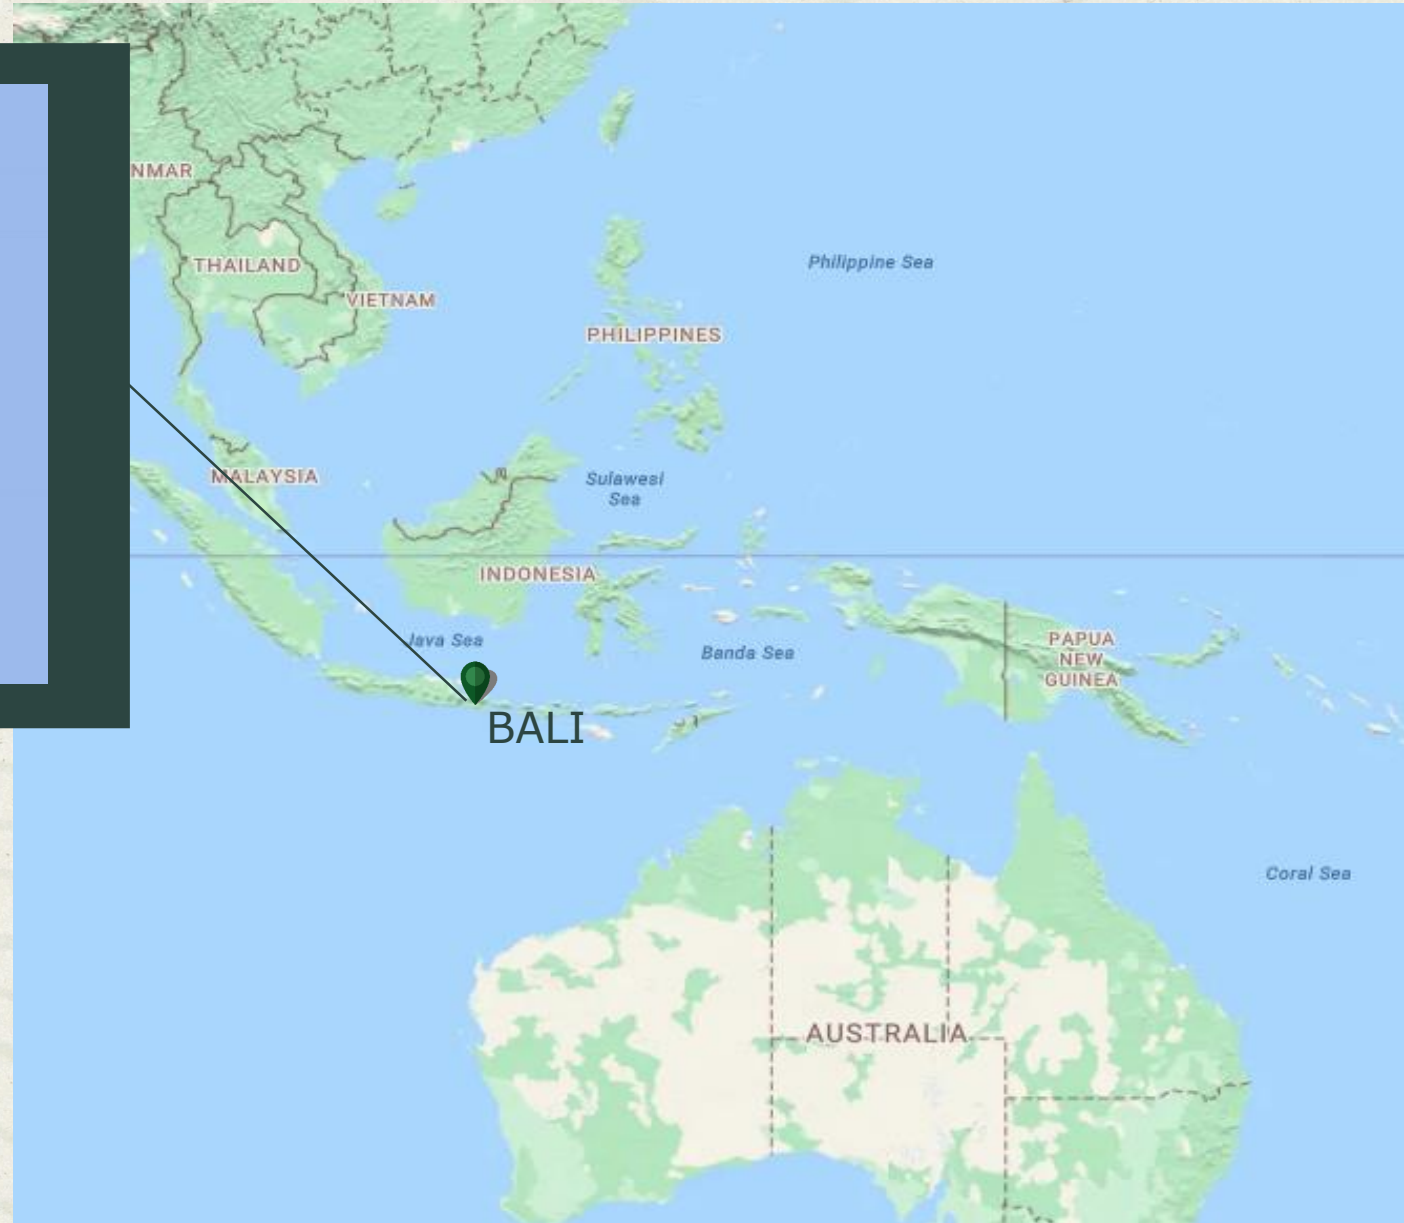 NMAR
THAILAND
VIETNAM
Philippine Sea
PHILIPPINES
MALAYSIA
Sulawesi
Sea
INDONESIA
Java Sea
Banda Sea
PAPUA
NEW
GUINEA
BALI
Coral Sea
AUSTRALIA